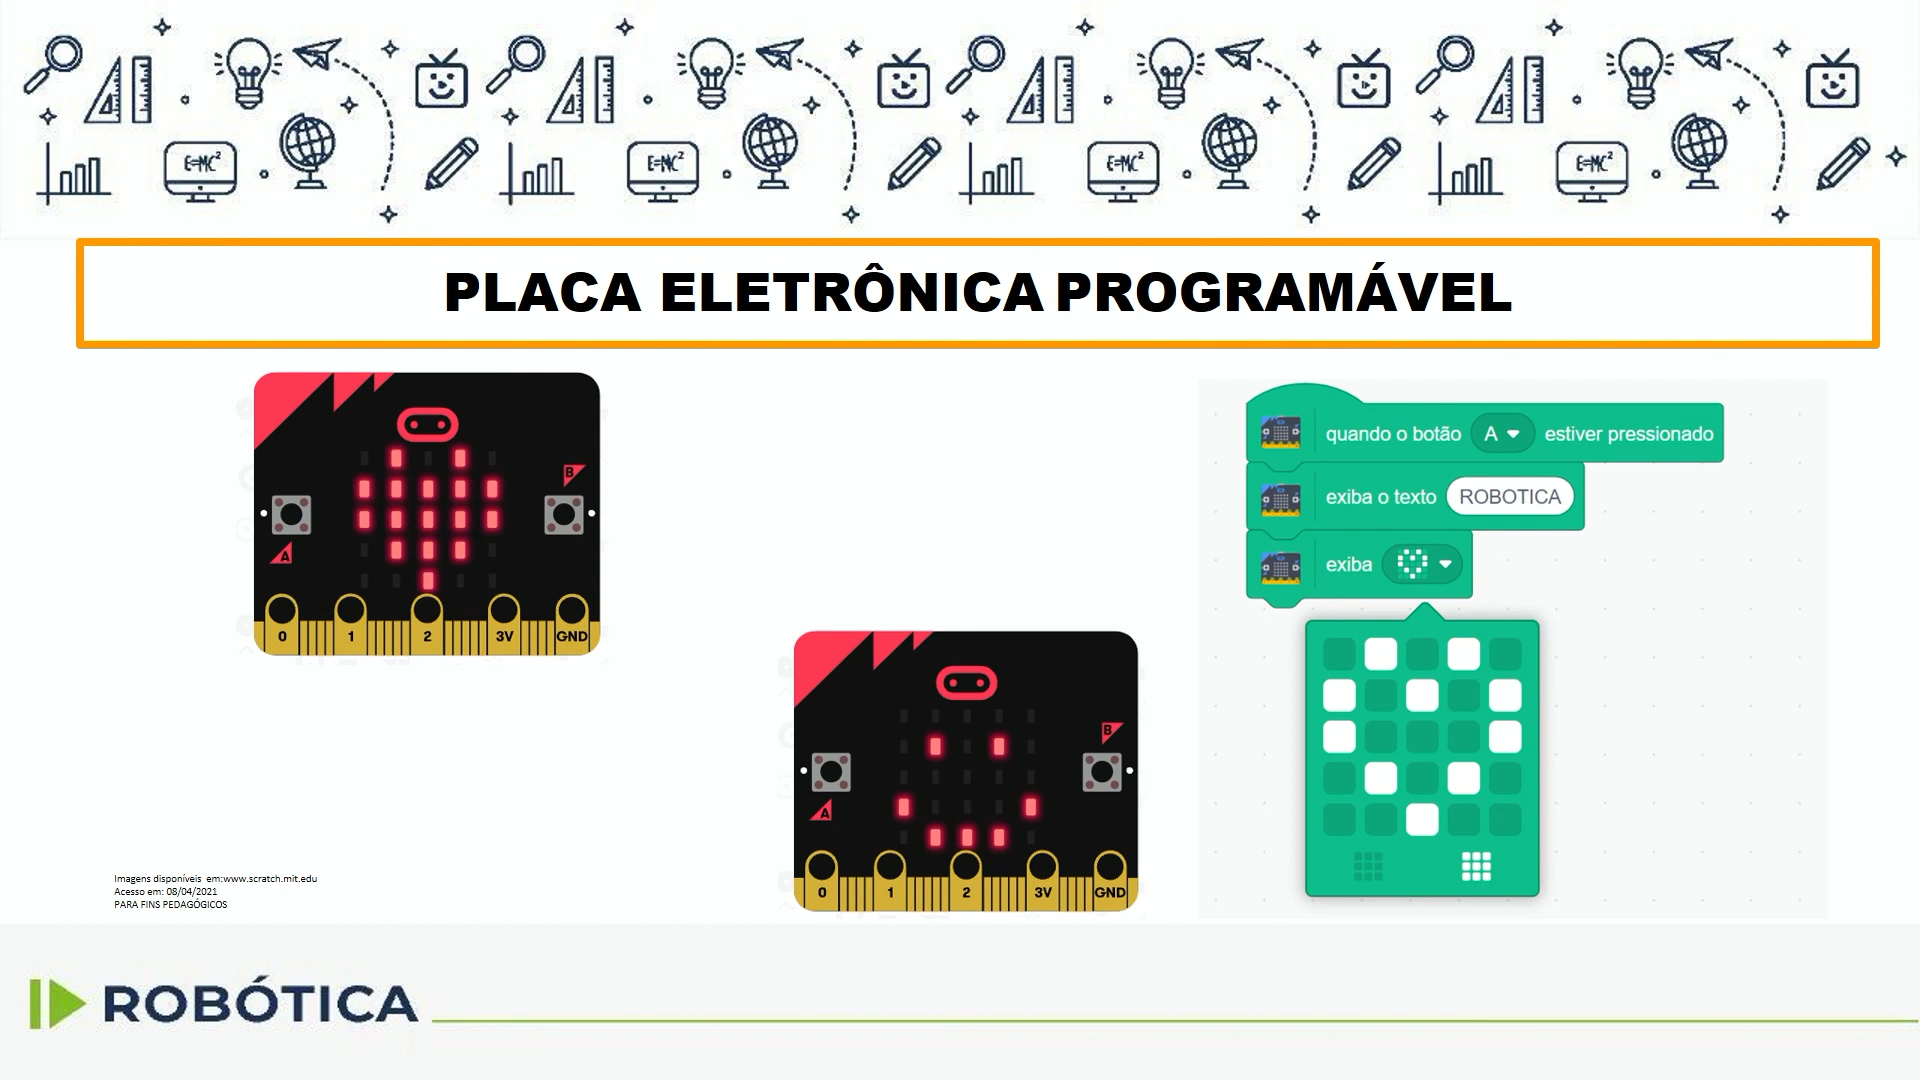 E=MC²
E=MC²
E=MC²
E=MC²
PLACA ELETRÔNICA PROGRAMÁVEL
B
A
0 1 2 3V GND
B
A
0 1 2 3V GND
quando o botão A estiver pressionado
exiba o texto ROBOTICA
exiba
Imagens disponíveis em:www.scratch.mit.edu
Acesso em: 08/04/2021
PARA FINS PEDAGÓGICOS
ROBÓTICA